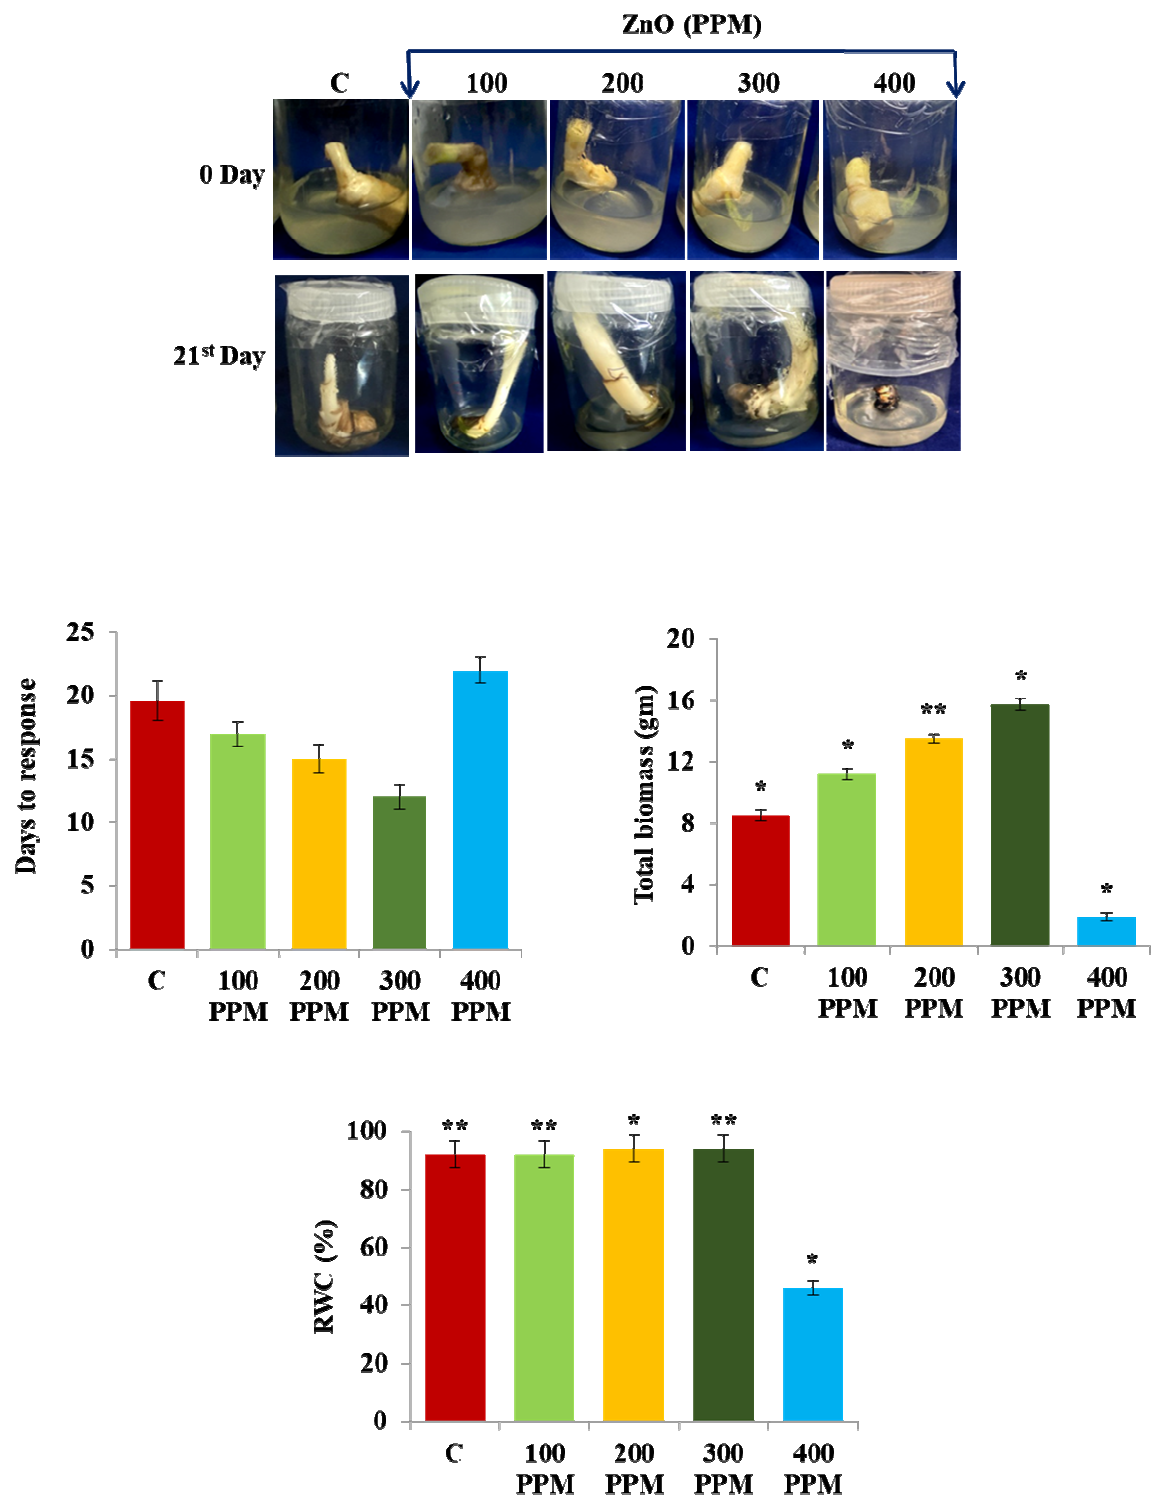 ZnO (PPM)
C 100 200 300 400
0 Day
21st Day
Days to response
25
20
15
10
5
0
C 100 PPM 200 PPM 300 PPM 400 PPM
Total biomass (gm)
20
16
12
8
4
0
* * ** * *
C 100 PPM 200 PPM 300 PPM 400 PPM
RWC (%)
100
80
60
40
20
0
** ** * ** *
C 100 PPM 200 PPM 300 PPM 400 PPM